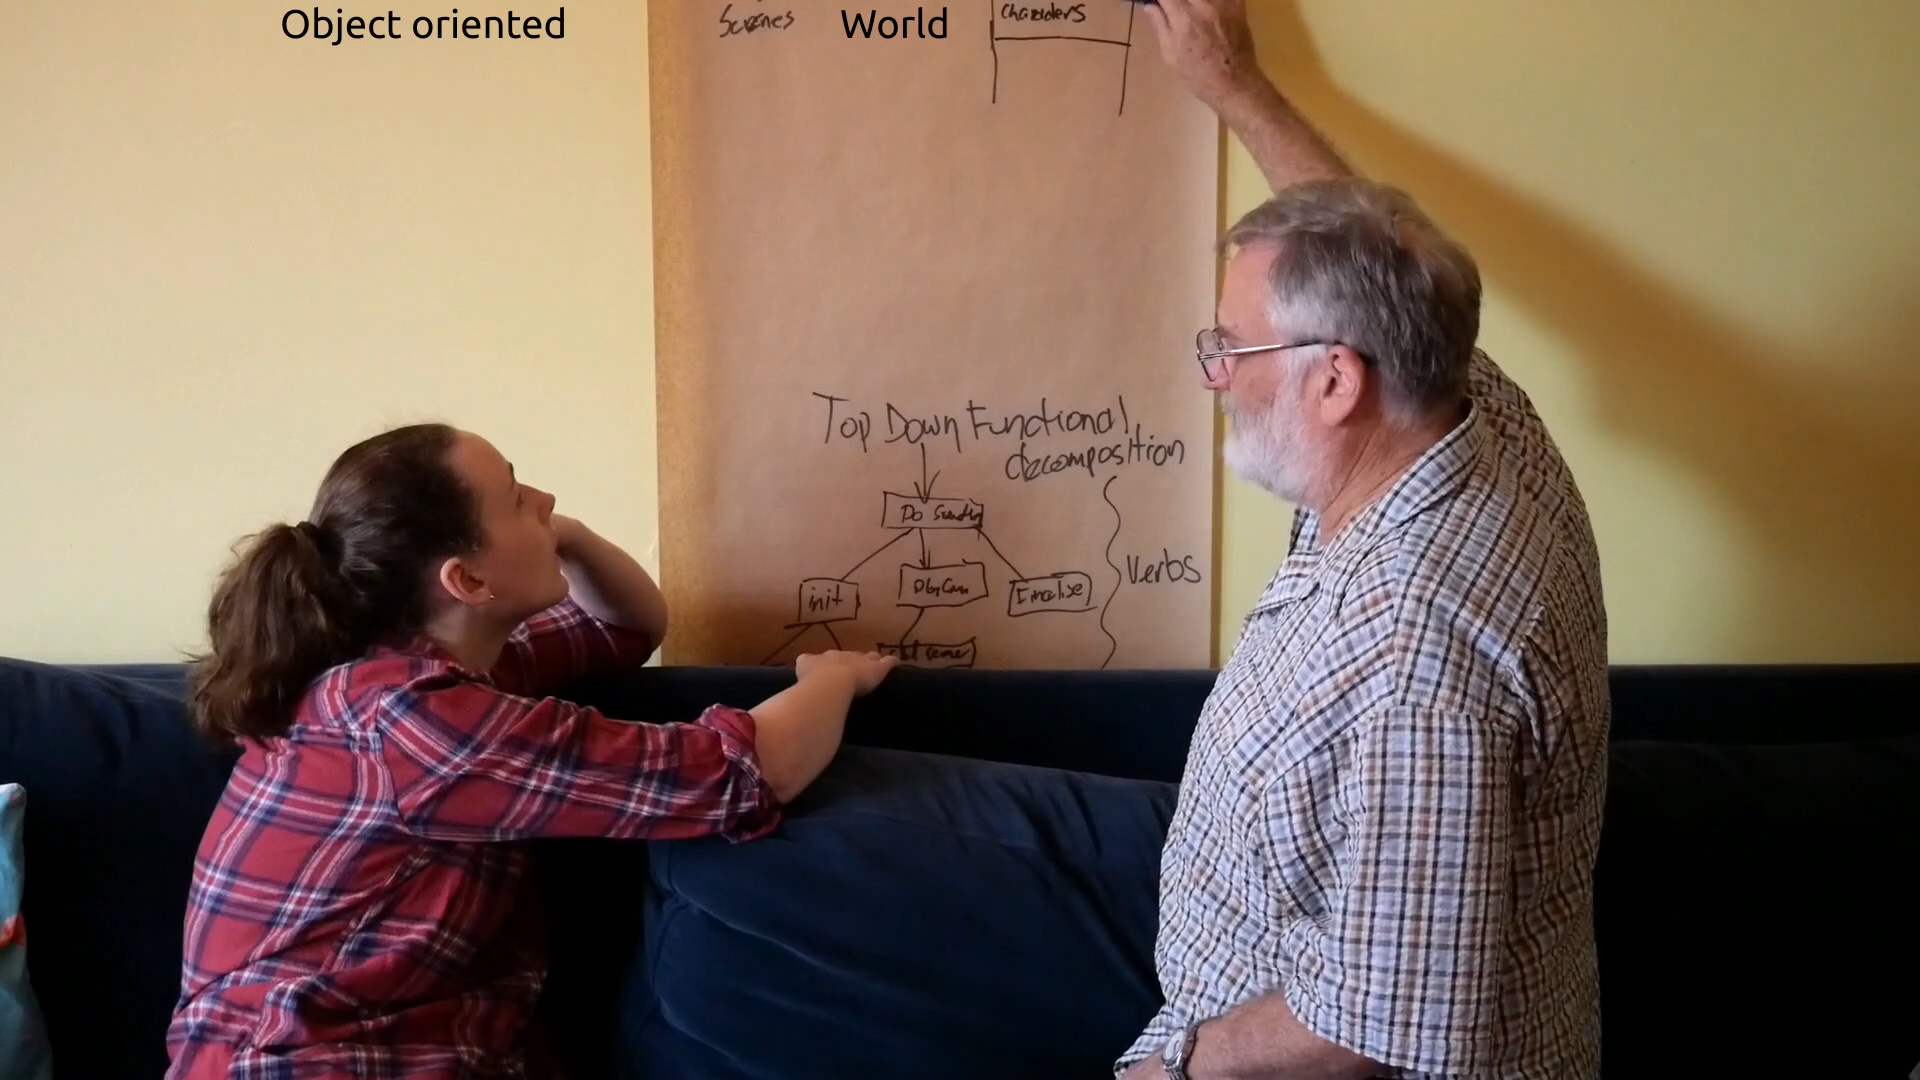 Object oriented
World
Scenes
Characters
Top Down Functional
decomposition
Do
init
Finalise
Verbs